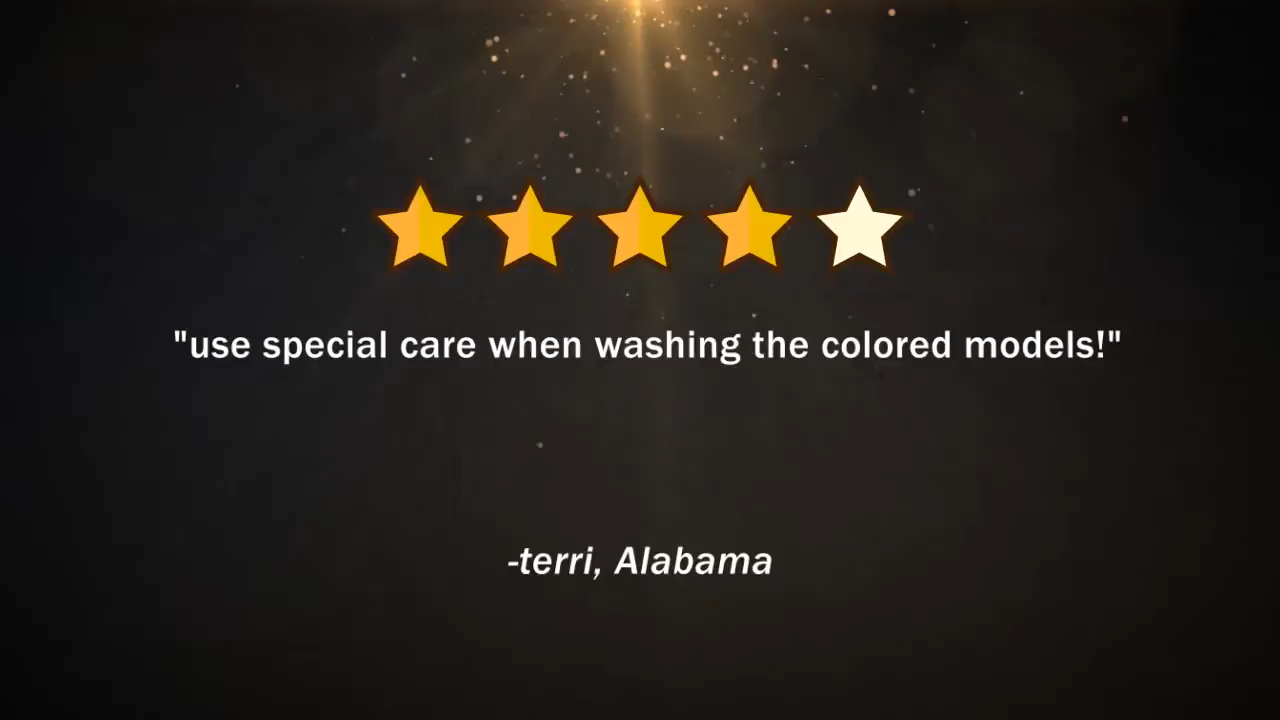 "use special care when washing the colored models!"
-terri, Alabama